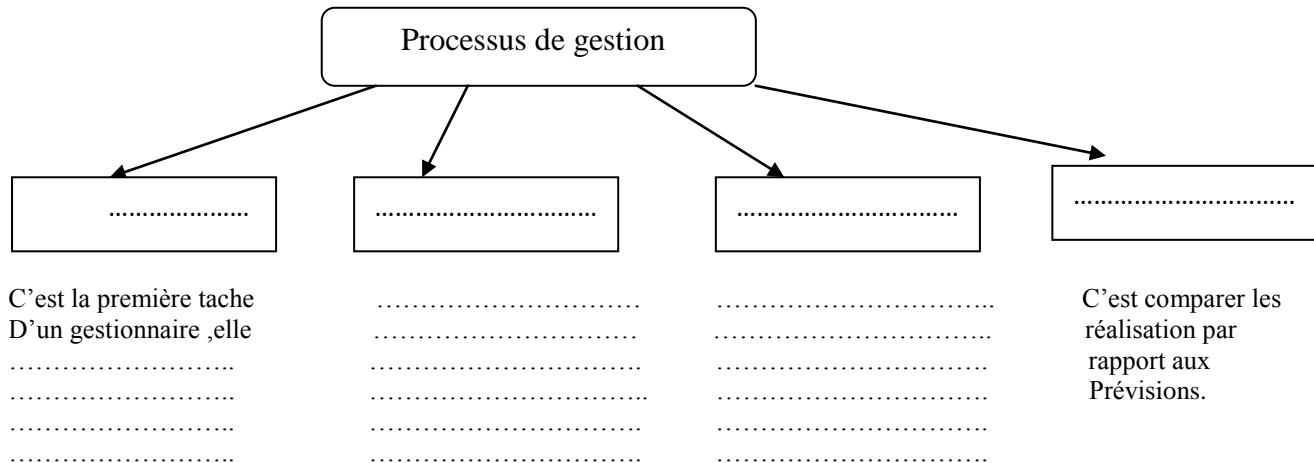 Processus de gestion
…………………
……………………………
……………………………
……………………………
C’est la première tache
D’un gestionnaire ,elle
……………………..
……………………..
……………………..
……………………..
…………………………
…………………………
………………………….
…………………………..
………………………….
………………………….
…………………………..
…………………………..
………………………….
………………………….
………………………….
………………………….
C’est comparer les
réalisation par
rapport aux
Prévisions.